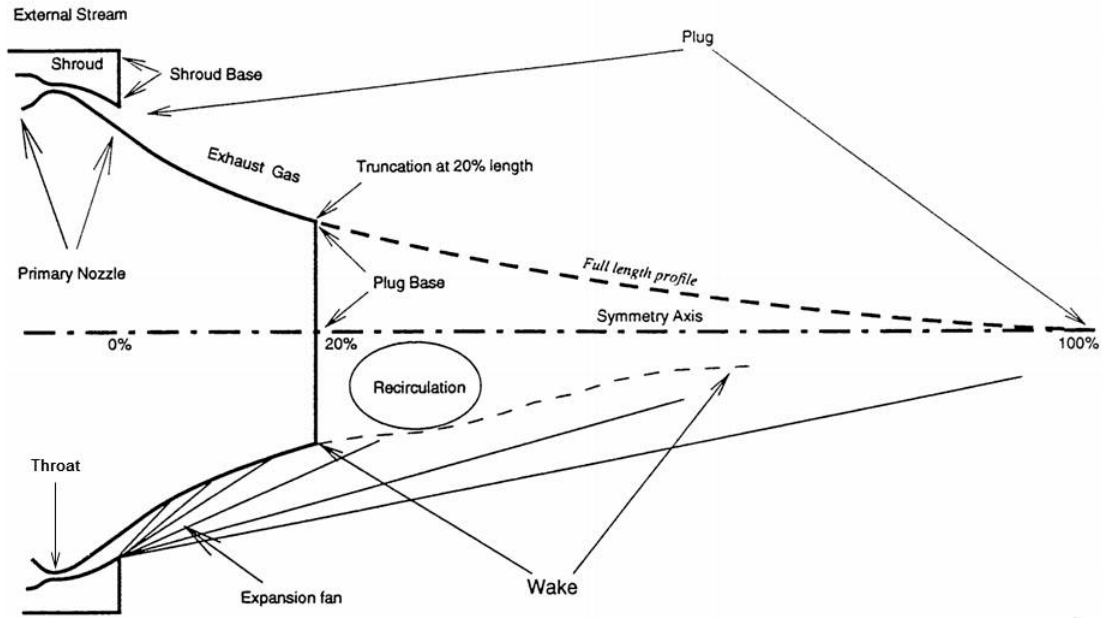 External Stream
Plug
Shroud
Shroud Base
Exhaust Gas
Truncation at 20% length
Primary Nozzle
Plug Base
Full length profile
Symmetry Axis
0%
20%
100%
Recirculation
Throat
Wake
Expansion fan